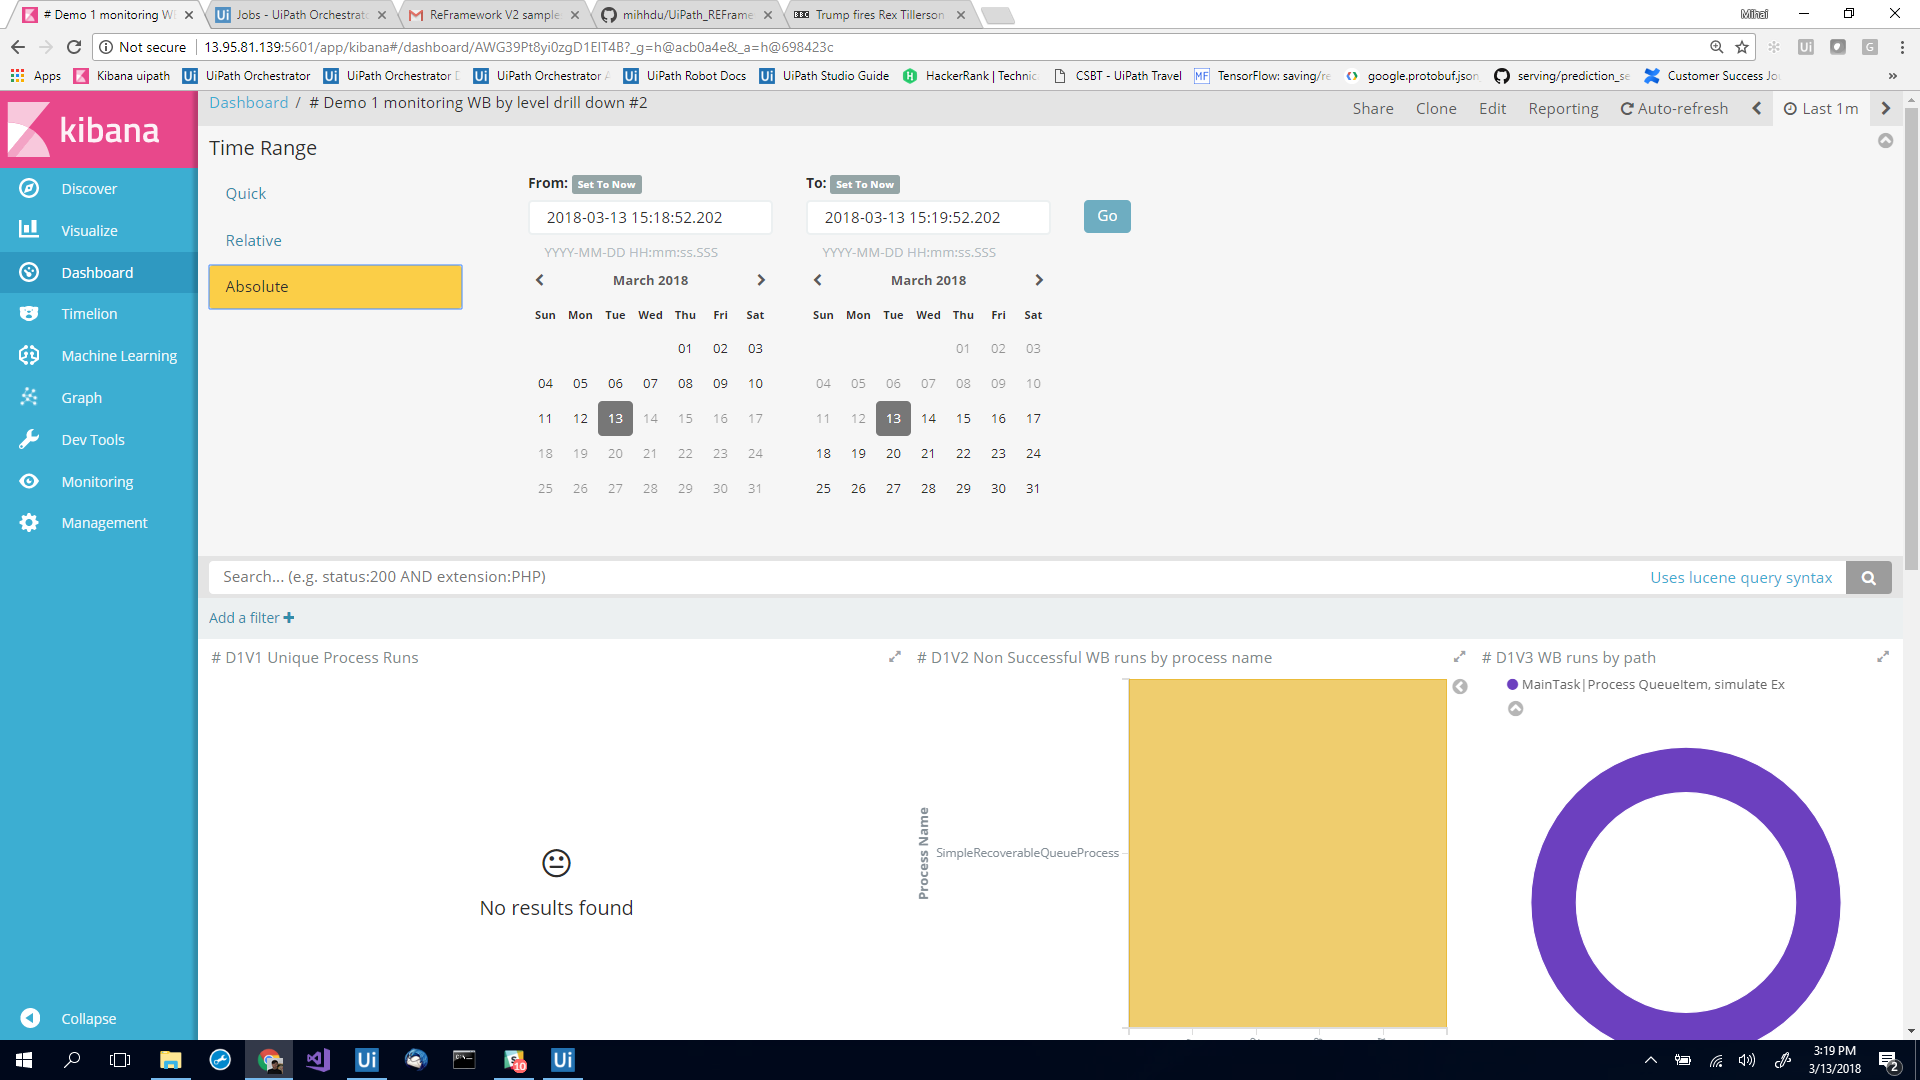 # Demo 1 monitoring W
Jobs - UiPath Orchestrato
ReFramework V2 sample
mihhdu/UiPath_REFrame
BBC Trump fires Rex Tillerson
Mihai
Not secure 13.95.81.139:5601/app/kibana#/dashboard/AWG39Pt8yi0zgD1EIT4B?_g=h@acb0a4e&_a=h@698423c
Apps Kibana uipath UiPath Orchestrator UiPath Orchestrator UiPath Orchestrator UiPath Robot Docs UiPath Studio Guide HackerRank | Technic CSBT - UiPath Travel MF TensorFlow: saving/re google.protobuf.json serving/prediction_se Customer Success Jou »
kibana
Discover
Visualize
Dashboard
Timelion
Machine Learning
Graph
Dev Tools
Monitoring
Management
Collapse
Dashboard / # Demo 1 monitoring WB by level drill down #2
Share Clone Edit Reporting Auto-refresh Last 1m
Time Range
Quick
Relative
Absolute
From: Set To Now
2018-03-13 15:18:52.202
YYYY-MM-DD HH:mm:ss.SSS
March 2018
Sun Mon Tue Wed Thu Fri Sat
01 02 03
04 05 06 07 08 09 10
11 12 13 14 15 16 17
18 19 20 21 22 23 24
25 26 27 28 29 30 31
To: Set To Now
2018-03-13 15:19:52.202
YYYY-MM-DD HH:mm:ss.SSS
March 2018
Sun Mon Tue Wed Thu Fri Sat
01 02 03
04 05 06 07 08 09 10
11 12 13 14 15 16 17
18 19 20 21 22 23 24
25 26 27 28 29 30 31
Go
Search... (e.g. status:200 AND extension:PHP)
Uses lucene query syntax
Add a filter +
# D1V1 Unique Process Runs
No results found
# D1V2 Non Successful WB runs by process name
Process Name
SimpleRecoverableQueueProcess
# D1V3 WB runs by path
MainTask|Process QueueItem, simulate Ex
Ui
10
Ui
3:19 PM
3/13/2018
2